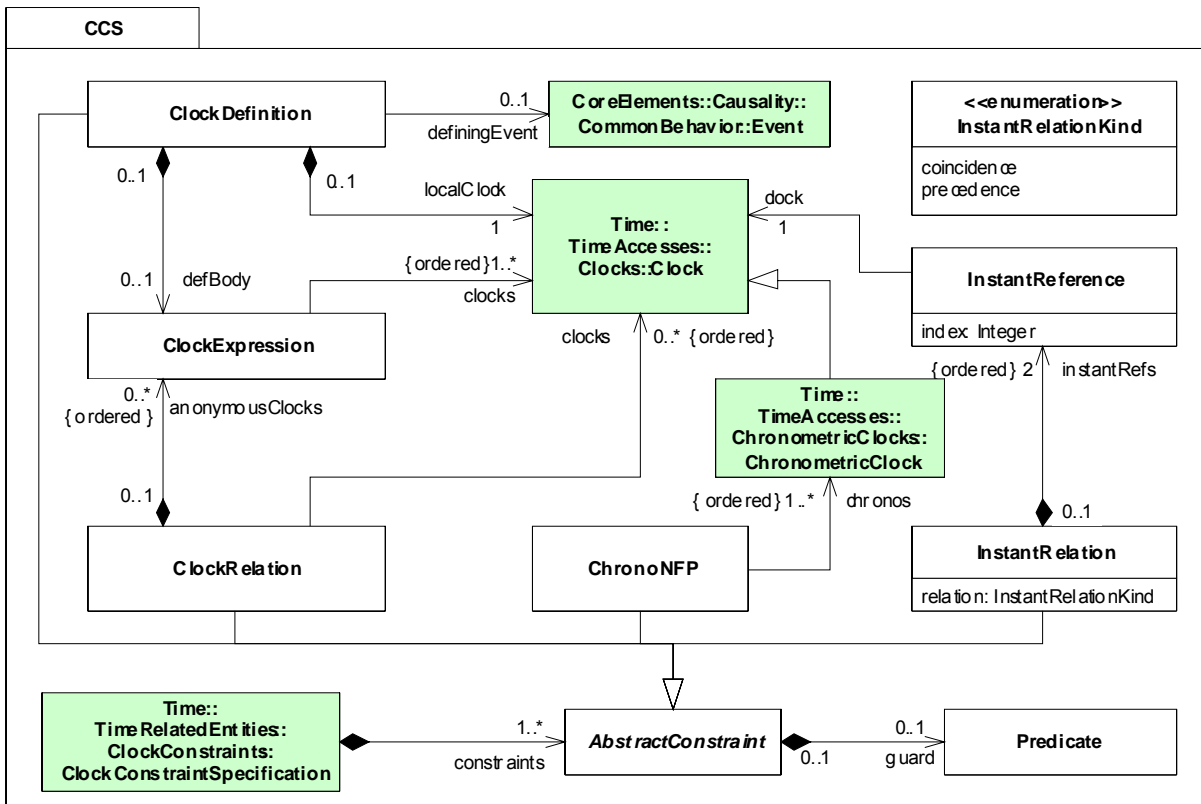 CCS
ClockDefinition
0..1
definingEvent
CoreElements::Causality::
CommonBehavior::Event
<<enumeration>>
InstantRelationKind
coincidence
precedence
0..1
0..1
localClock
1
Time::
TimeAccesses::
Clocks::Clock
clock
1
0..1
defBody
{ordered}1..*
clocks
InstantReference
index: Integer
ClockExpression
clocks
0..* {ordered}
{ordered} 2
instantRefs
0..*
{ordered}
anonymousClocks
Time::
TimeAccesses::
ChronometricClocks::
ChronometricClock
0..1
{ordered} 1..*
chronos
0..1
ClockRelation
ChronoNFP
InstantRelation
relation: InstantRelationKind
Time::
TimeRelatedEntities::
ClockConstraints:
ClockConstraintSpecification
1..*
constraints
AbstractConstraint
0..1
0..1
guard
Predicate